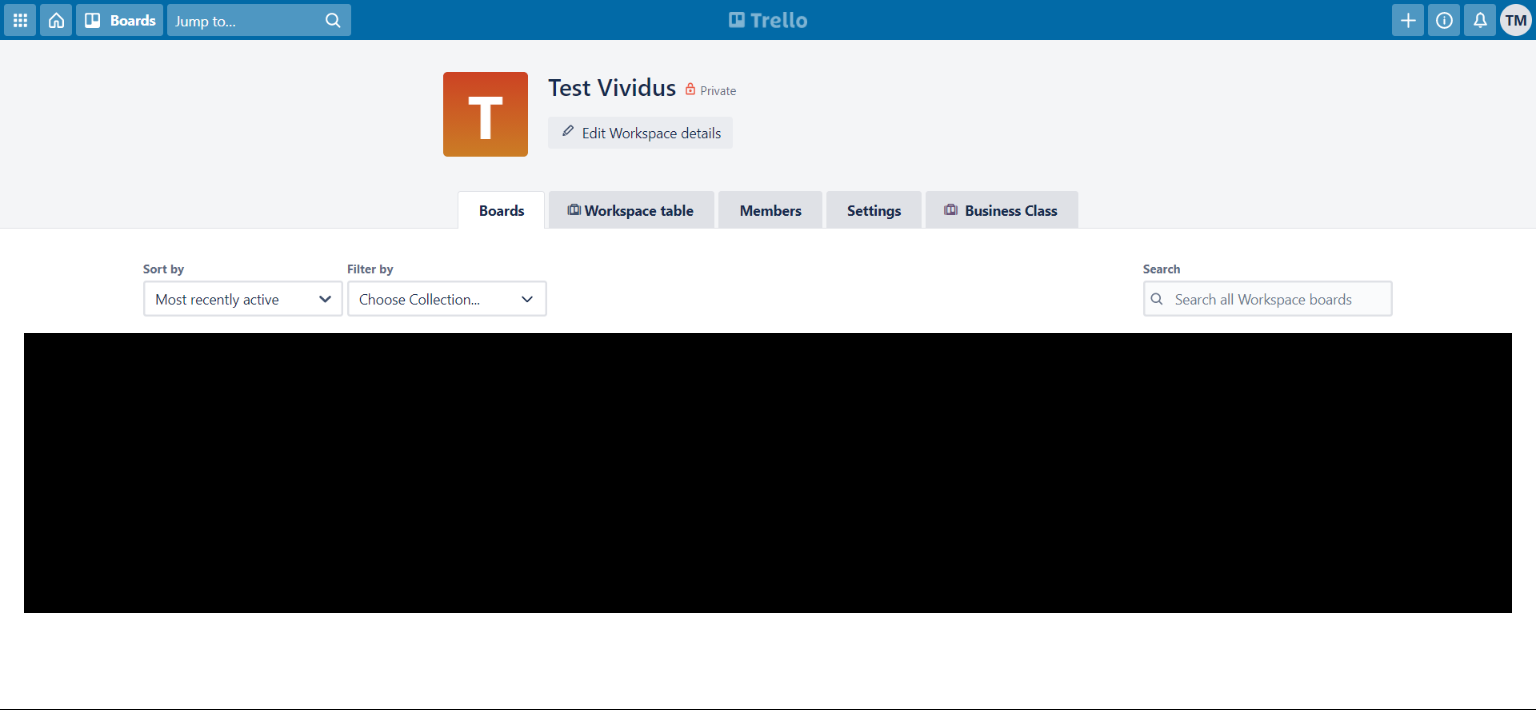 Boards Jump to... Trello TM
T
Test Vividus Private
Edit Workspace details
Boards Workspace table Members Settings Business Class
Sort by Filter by Search
Most recently active Choose Collection... Search all Workspace boards